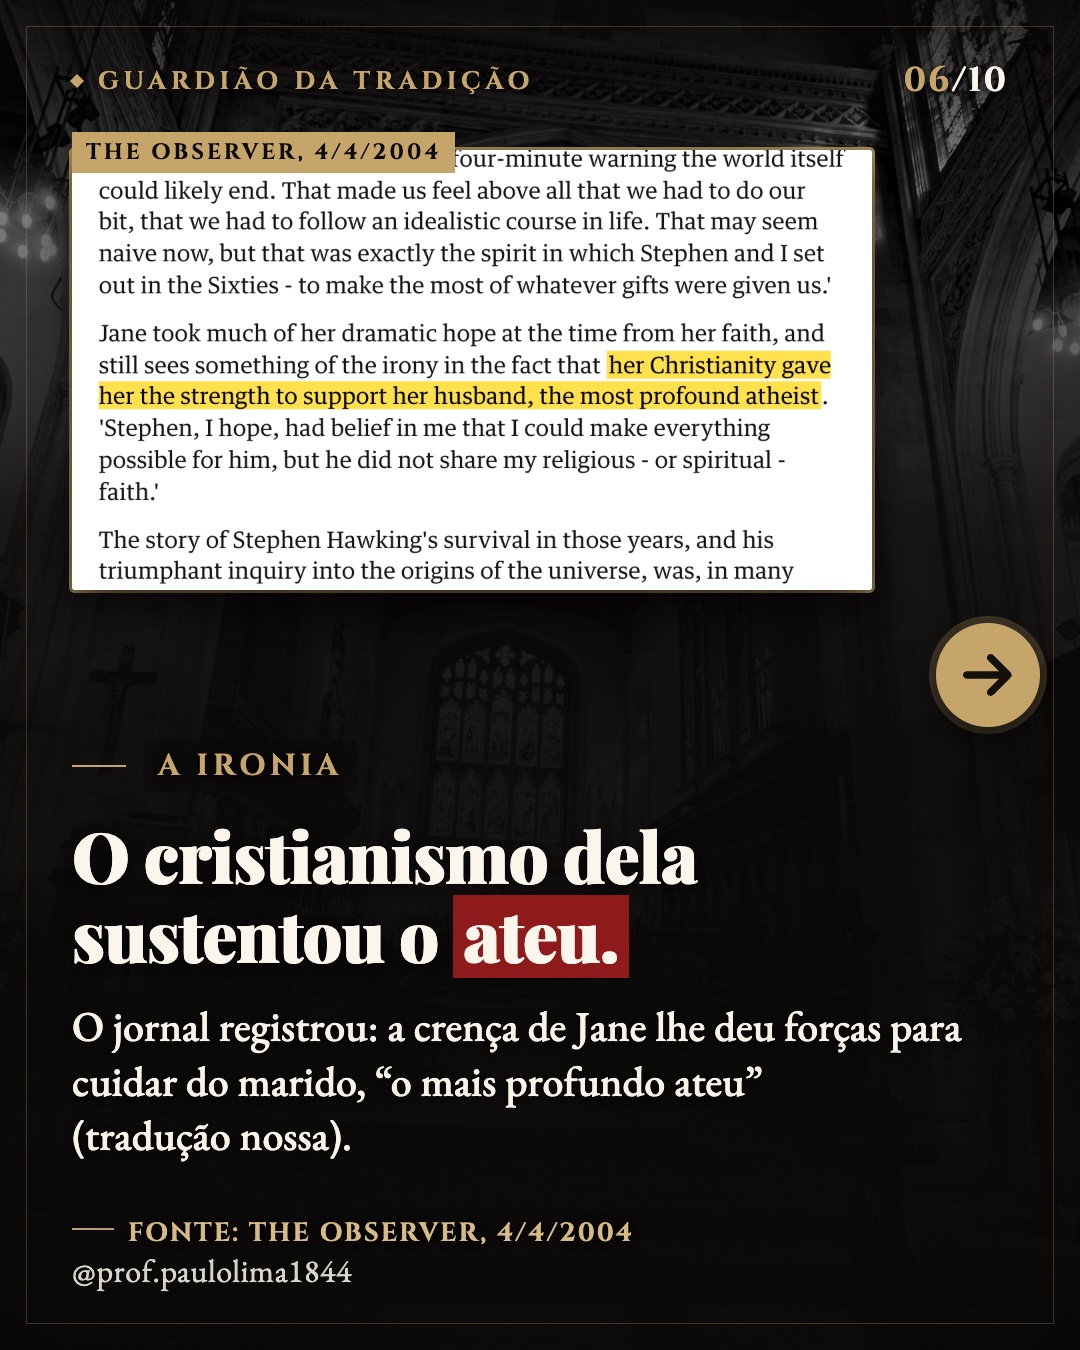 GUARDIÃO DA TRADIÇÃO
06/10
THE OBSERVER, 4/4/2004
four-minute warning the world itself
could likely end. That made us feel above all that we had to do our
bit, that we had to follow an idealistic course in life. That may seem
naive now, but that was exactly the spirit in which Stephen and I set
out in the Sixties - to make the most of whatever gifts were given us.'
Jane took much of her dramatic hope at the time from her faith, and
still sees something of the irony in the fact that her Christianity gave
her the strength to support her husband, the most profound atheist.
'Stephen, I hope, had belief in me that I could make everything
possible for him, but he did not share my religious - or spiritual -
faith.'
The story of Stephen Hawking's survival in those years, and his
triumphant inquiry into the origins of the universe, was, in many
A IRONIA
O cristianismo dela
sustentou o ateu.
O jornal registrou: a crença de Jane lhe deu forças para
cuidar do marido, “o mais profundo ateu”
(tradução nossa).
FONTE: THE OBSERVER, 4/4/2004
@prof.paulolima1844